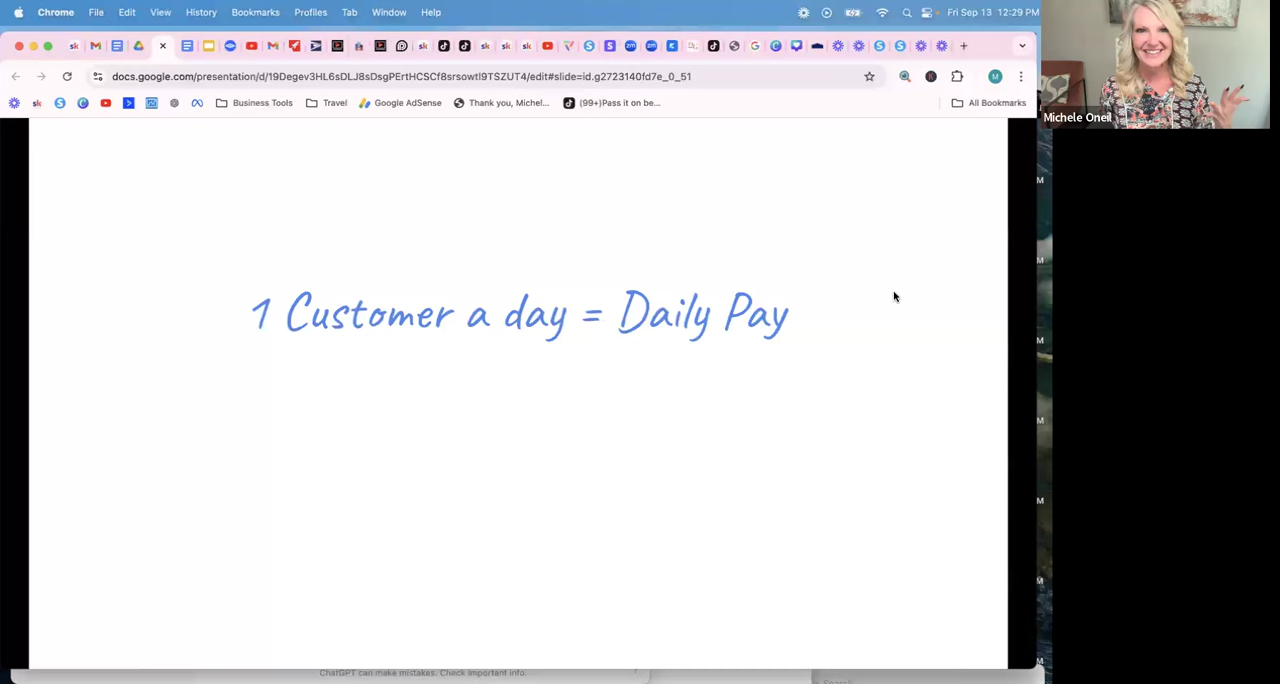 Chrome File Edit View History Bookmarks Profiles Tab Window Help Fri Sep 13 12:29 PM
docs.google.com/presentation/d/19Degev3HL6sDLJ8sDsgPErtHCSCf8srsowtl9TSZUT4/edit#slide=id.g2723140fd7e_0_51
M
Business Tools Travel Google AdSense Thank you, Michel... (99+)Pass it on be... All Bookmarks
Michele Oneil
1 Customer a day = Daily Pay
M
M
M
M
M
M
M
ChatGPT can make mistakes. Check important info.
Search